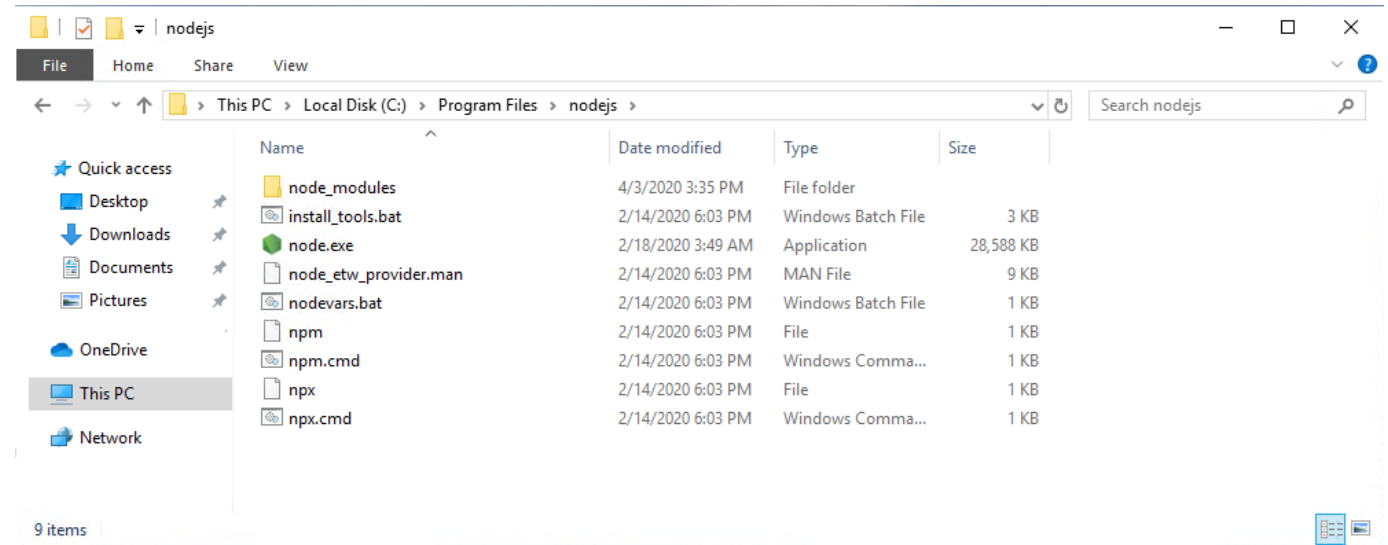 nodejs
File Home Share View
This PC > Local Disk (C:) > Program Files > nodejs >
Search nodejs
Name Date modified Type Size
Quick access
Desktop
Downloads
Documents
Pictures
OneDrive
This PC
Network
node_modules 4/3/2020 3:35 PM File folder
install_tools.bat 2/14/2020 6:03 PM Windows Batch File 3 KB
node.exe 2/18/2020 3:49 AM Application 28,588 KB
node_etw_provider.man 2/14/2020 6:03 PM MAN File 9 KB
nodevars.bat 2/14/2020 6:03 PM Windows Batch File 1 KB
npm 2/14/2020 6:03 PM File 1 KB
npm.cmd 2/14/2020 6:03 PM Windows Comma... 1 KB
npx 2/14/2020 6:03 PM File 1 KB
npx.cmd 2/14/2020 6:03 PM Windows Comma... 1 KB
9 items